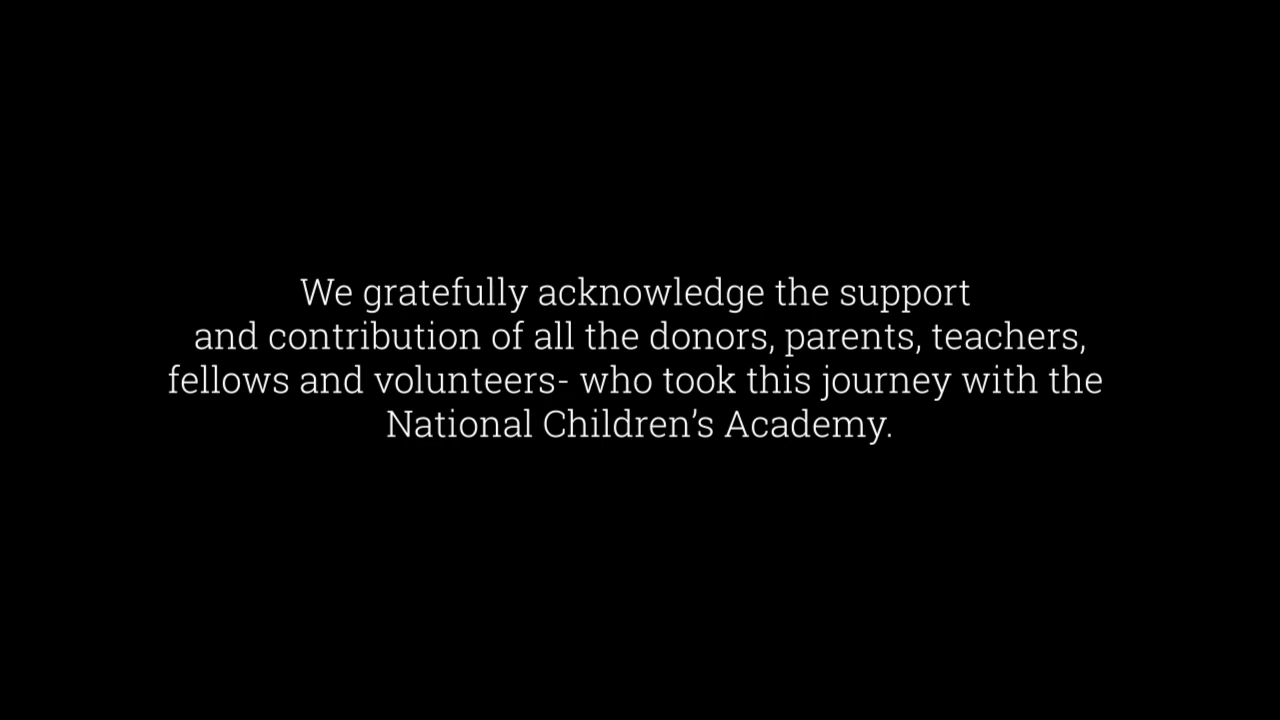 We gratefully acknowledge the support
and contribution of all the donors, parents, teachers,
fellows and volunteers- who took this journey with the
National Children’s Academy.